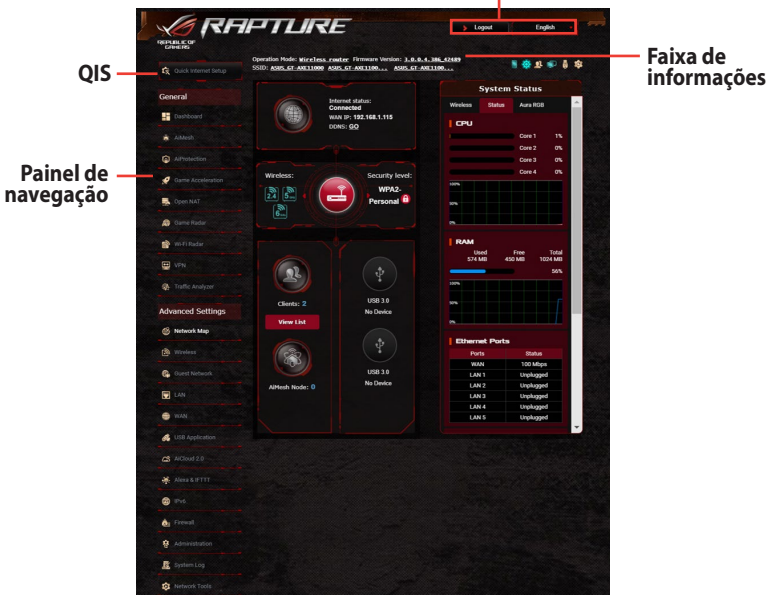 RAPTURE
REPUBLIC OF
GAMERS
Logout
English
Operation Mode: Wireless router Firmware Version: 3.0.0.4.386_42489
SSID: ASUS_GT-AXE11000 ASUS_GT-AXE1100... ASUS_GT-AXE1100...
Faixa de
informações
QIS
Quick Internet Setup
General
Dashboard
AiMesh
AiProtection
Painel de
navegação
Game Acceleration
Open NAT
Game Radar
Wi-Fi Radar
VPN
Traffic Analyzer
Advanced Settings
Network Map
Wireless
Guest Network
LAN
WAN
USB Application
AiCloud 2.0
Alexa & IFTTT
IPv6
Firewall
Administration
System Log
Network Tools
Internet status:
Connected
WAN IP: 192.168.1.115
DDNS: GO
Wireless:
2.4
5
6
Security level:
WPA2-
Personal
Clients: 2
View List
AiMesh Node: 0
USB 3.0
No Device
USB 3.0
No Device
System Status
Wireless Status Aura RGB
CPU
Core 1 1%
Core 2 0%
Core 3 0%
Core 4 0%
100%
50%
0%
RAM
Used Free Total
574 MB 450 MB 1024 MB
56%
100%
50%
0%
Ethernet Ports
Ports Status
WAN 100 Mbps
LAN 1 Unplugged
LAN 2 Unplugged
LAN 3 Unplugged
LAN 4 Unplugged
LAN 5 Unplugged